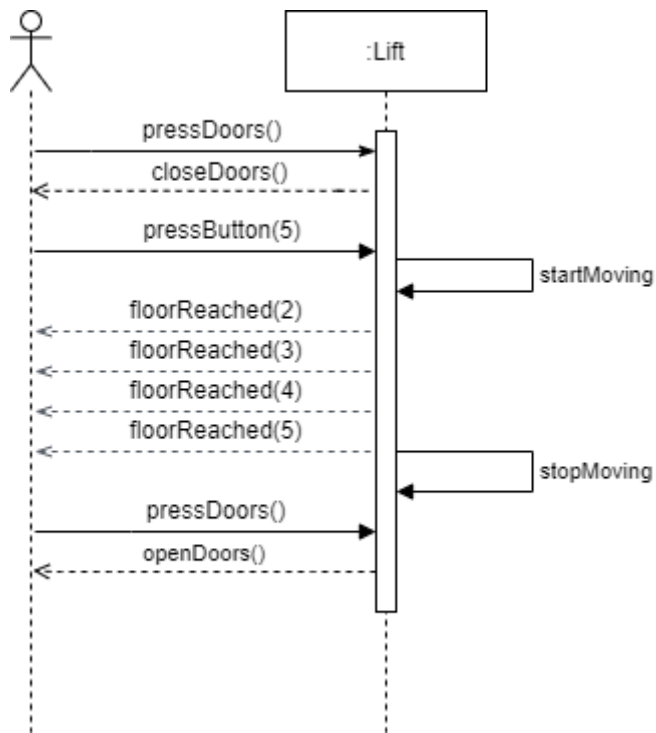 :Lift
pressDoors()
closeDoors()
pressButton(5)
startMoving
floorReached(2)
floorReached(3)
floorReached(4)
floorReached(5)
stopMoving
pressDoors()
openDoors()